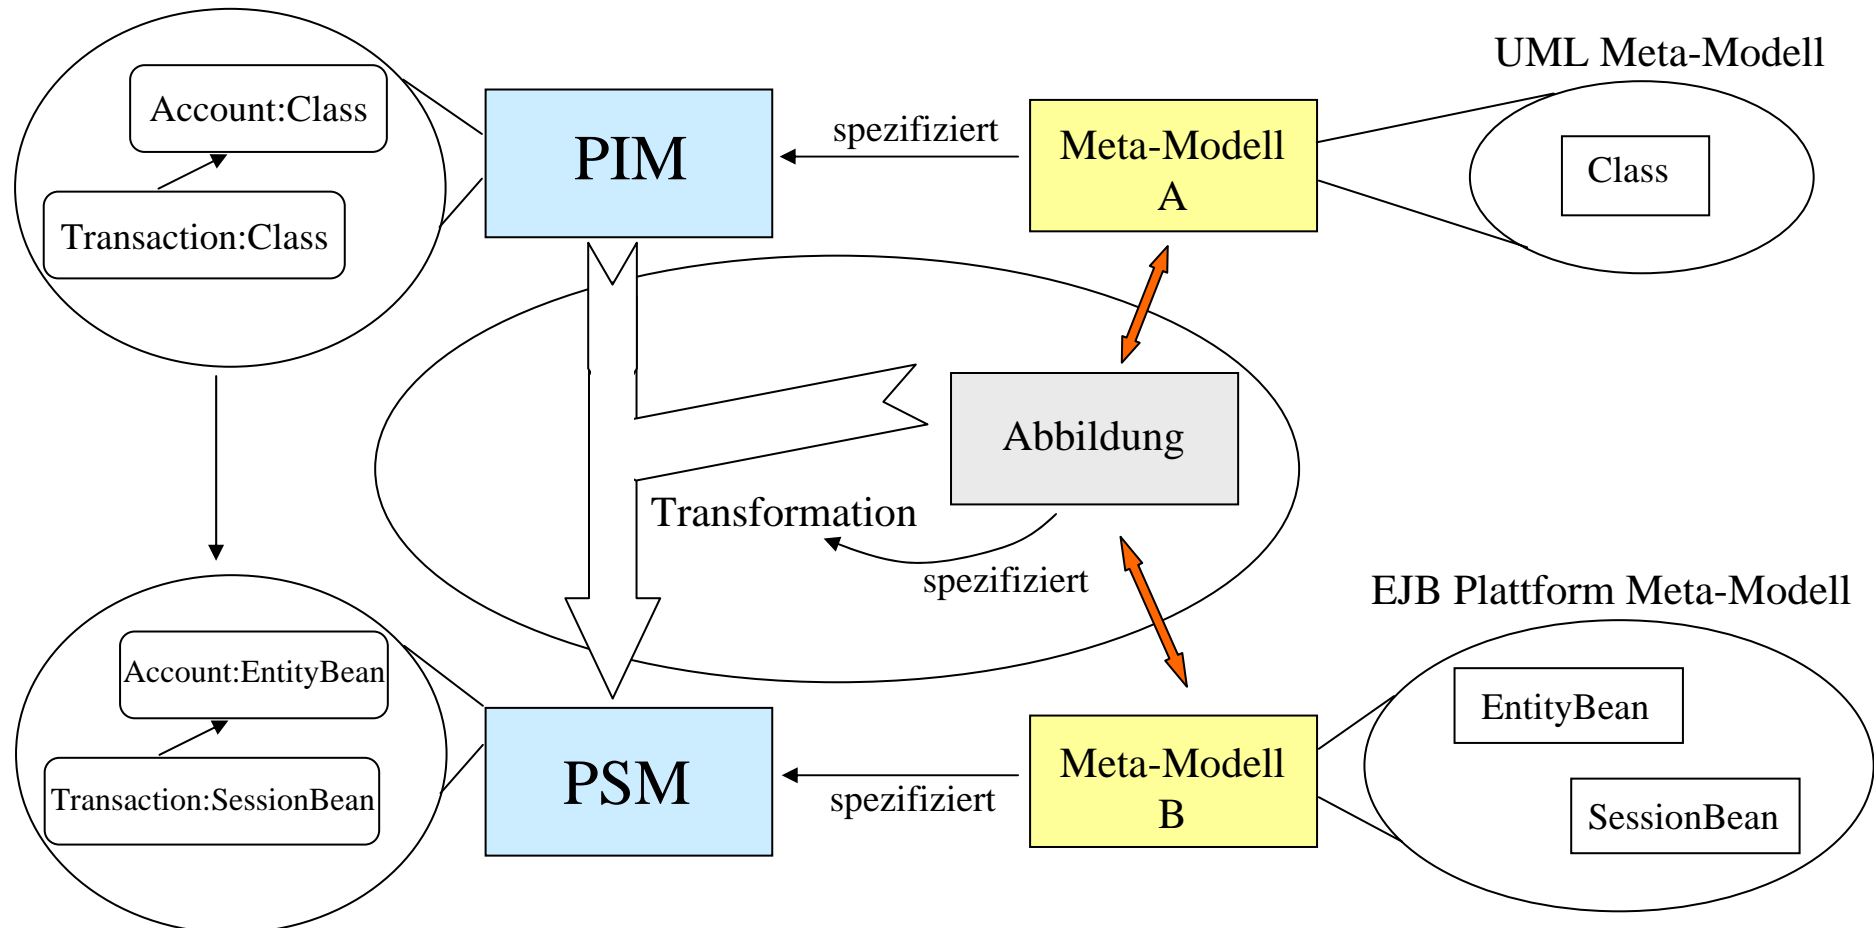 UML Meta-Modell
Account:Class
Transaction:Class
PIM
spezifiziert
Meta-Modell
A
Class
Abbildung
Transformation
spezifiziert
EJB Plattform Meta-Modell
Account:EntityBean
Transaction:SessionBean
PSM
spezifiziert
Meta-Modell
B
EntityBean
SessionBean